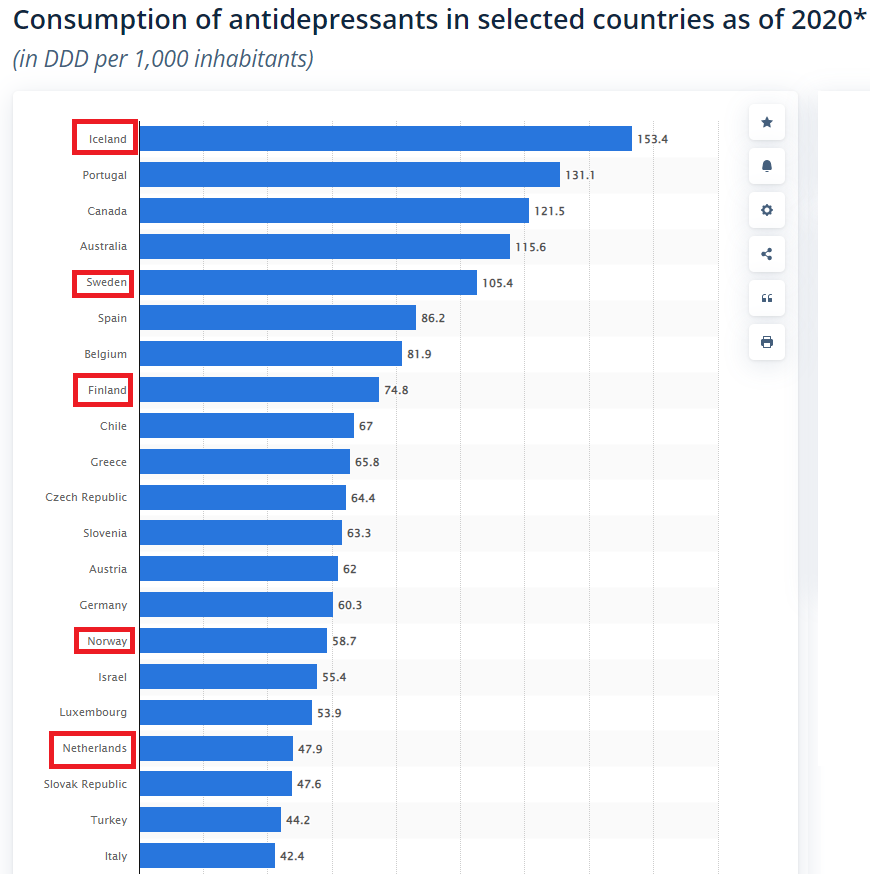 Consumption of antidepressants in selected countries as of 2020*
(in DDD per 1,000 inhabitants)
Iceland 153.4
Portugal 131.1
Canada 121.5
Australia 115.6
Sweden 105.4
Spain 86.2
Belgium 81.9
Finland 74.8
Chile 67
Greece 65.8
Czech Republic 64.4
Slovenia 63.3
Austria 62
Germany 60.3
Norway 58.7
Israel 55.4
Luxembourg 53.9
Netherlands 47.9
Slovak Republic 47.6
Turkey 44.2
Italy 42.4